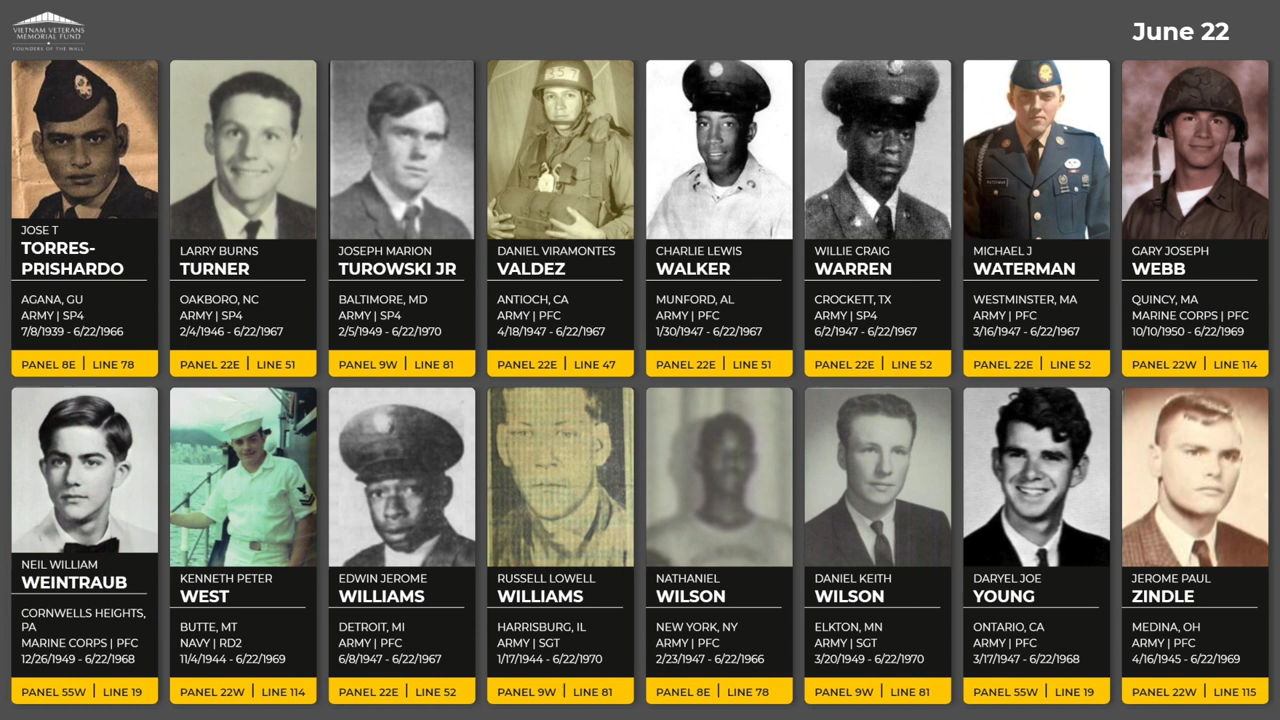 VIETNAM VETERANS
MEMORIAL FUND
FOUNDERS OF THE WALL
June 22
JOSE T
TORRES-
PRISHARDO
AGANA, GU
ARMY | SP4
7/8/1939 - 6/22/1966
PANEL 8E | LINE 78
LARRY BURNS
TURNER
OAKBORO, NC
ARMY | SP4
2/4/1946 - 6/22/1967
PANEL 22E | LINE 51
JOSEPH MARION
TUROWSKI JR
BALTIMORE, MD
ARMY | SP4
2/5/1949 - 6/22/1970
PANEL 9W | LINE 81
357
DANIEL VIRAMONTES
VALDEZ
ANTIOCH, CA
ARMY | PFC
4/18/1947 - 6/22/1967
PANEL 22E | LINE 47
CHARLIE LEWIS
WALKER
MUNFORD, AL
ARMY | PFC
1/30/1947 - 6/22/1967
PANEL 22E | LINE 51
WILLIE CRAIG
WARREN
CROCKETT, TX
ARMY | SP4
6/2/1947 - 6/22/1967
PANEL 22E | LINE 52
WATERMAN
MICHAEL J
WATERMAN
WESTMINSTER, MA
ARMY | PFC
3/16/1947 - 6/22/1967
PANEL 22E | LINE 52
GARY JOSEPH
WEBB
QUINCY, MA
MARINE CORPS | PFC
10/10/1950 - 6/22/1969
PANEL 22W | LINE 114
NEIL WILLIAM
WEINTRAUB
CORNWELLS HEIGHTS,
PA
MARINE CORPS | PFC
12/26/1949 - 6/22/1968
PANEL 55W | LINE 19
KENNETH PETER
WEST
BUTTE, MT
NAVY | RD2
11/4/1944 - 6/22/1969
PANEL 22W | LINE 114
EDWIN JEROME
WILLIAMS
DETROIT, MI
ARMY | PFC
6/8/1947 - 6/22/1967
PANEL 22E | LINE 52
RUSSELL LOWELL
WILLIAMS
HARRISBURG, IL
ARMY | SGT
1/17/1944 - 6/22/1970
PANEL 9W | LINE 81
NATHANIEL
WILSON
NEW YORK, NY
ARMY | PFC
2/23/1947 - 6/22/1966
PANEL 8E | LINE 78
DANIEL KEITH
WILSON
ELKTON, MN
ARMY | SGT
3/20/1949 - 6/22/1970
PANEL 9W | LINE 81
DARYEL JOE
YOUNG
ONTARIO, CA
ARMY | PFC
3/17/1947 - 6/22/1968
PANEL 55W | LINE 19
JEROME PAUL
ZINDLE
MEDINA, OH
ARMY | PFC
4/16/1945 - 6/22/1969
PANEL 22W | LINE 115